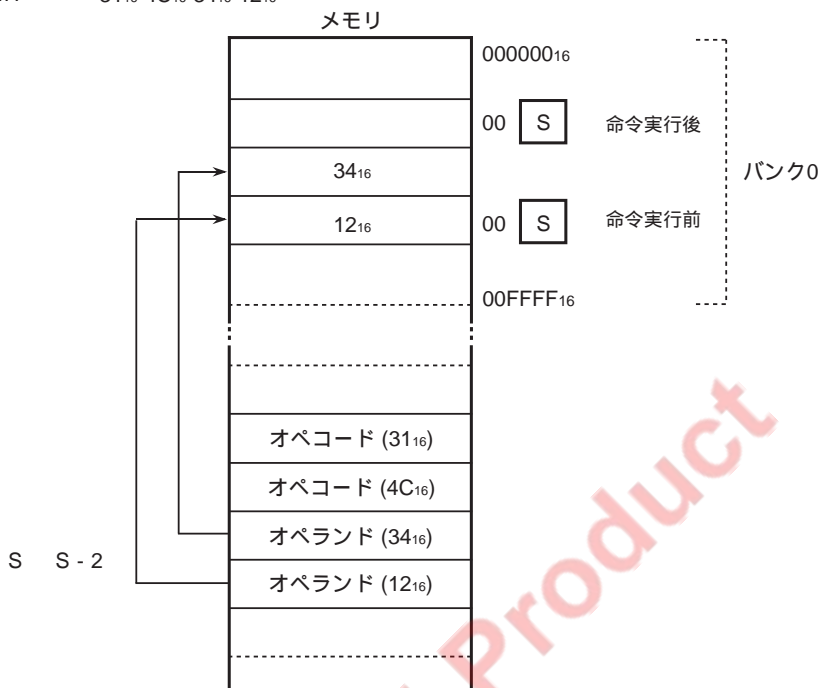 メモリ
000000₁₆
00 S 命令実行後
34₁₆
バンク0
12₁₆
00 S 命令実行前
00FFFF₁₆
オペコード (31₁₆)
オペコード (4C₁₆)
オペランド (34₁₆)
S S - 2
オペランド (12₁₆)
Product